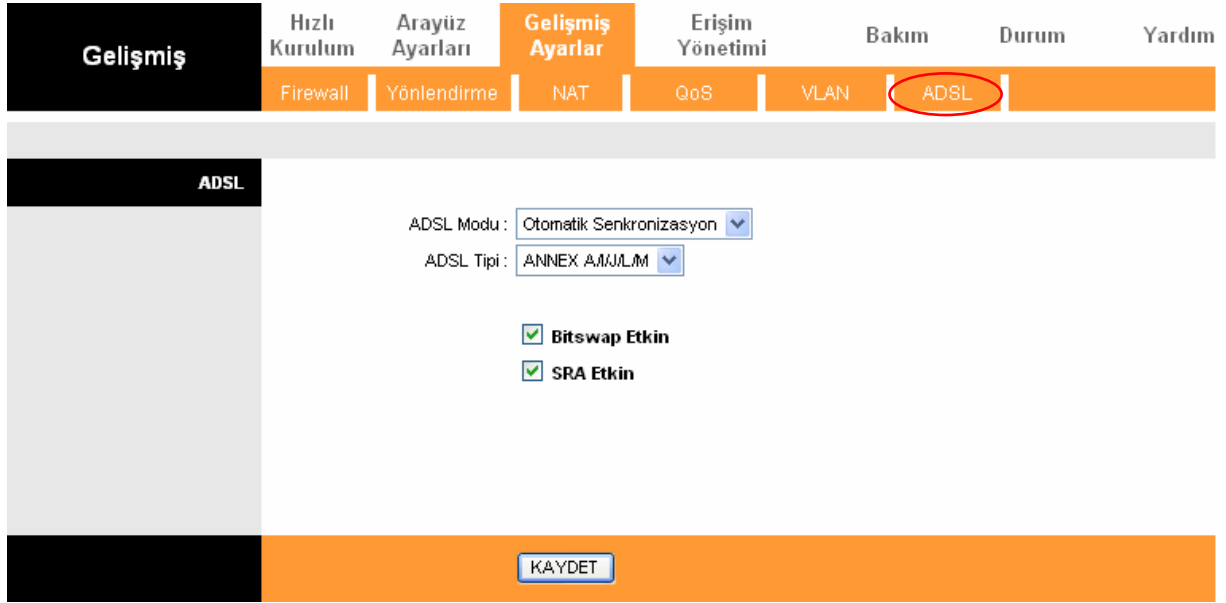 Gelişmiş
Hızlı Kurulum
Arayüz Ayarları
Gelişmiş Ayarlar
Erişim Yönetimi
Bakım
Durum
Yardım
Firewall
Yönlendirme
NAT
QoS
VLAN
ADSL
ADSL
ADSL Modu : Otomatik Senkronizasyon
ADSL Tipi : ANNEX A/I/J/L/M
Bitswap Etkin
SRA Etkin
KAYDET